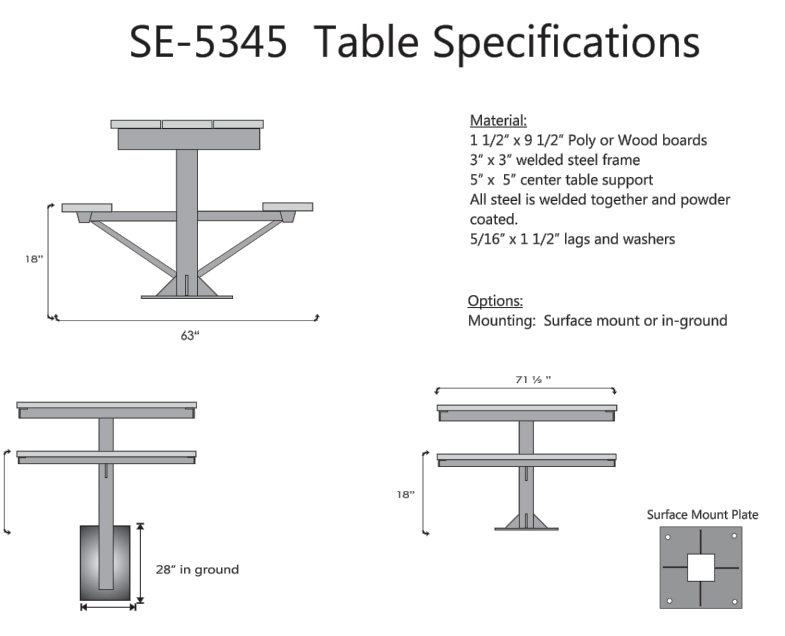 SE-5345 Table Specifications
Material:
1 1/2” x 9 1/2” Poly or Wood boards
3” x 3” welded steel frame
5” x 5” center table support
All steel is welded together and powder
coated.
5/16” x 1 1/2” lags and washers
18”
63“
Options:
Mounting: Surface mount or in-ground
71 ½ ”
18”
28” in ground
Surface Mount Plate